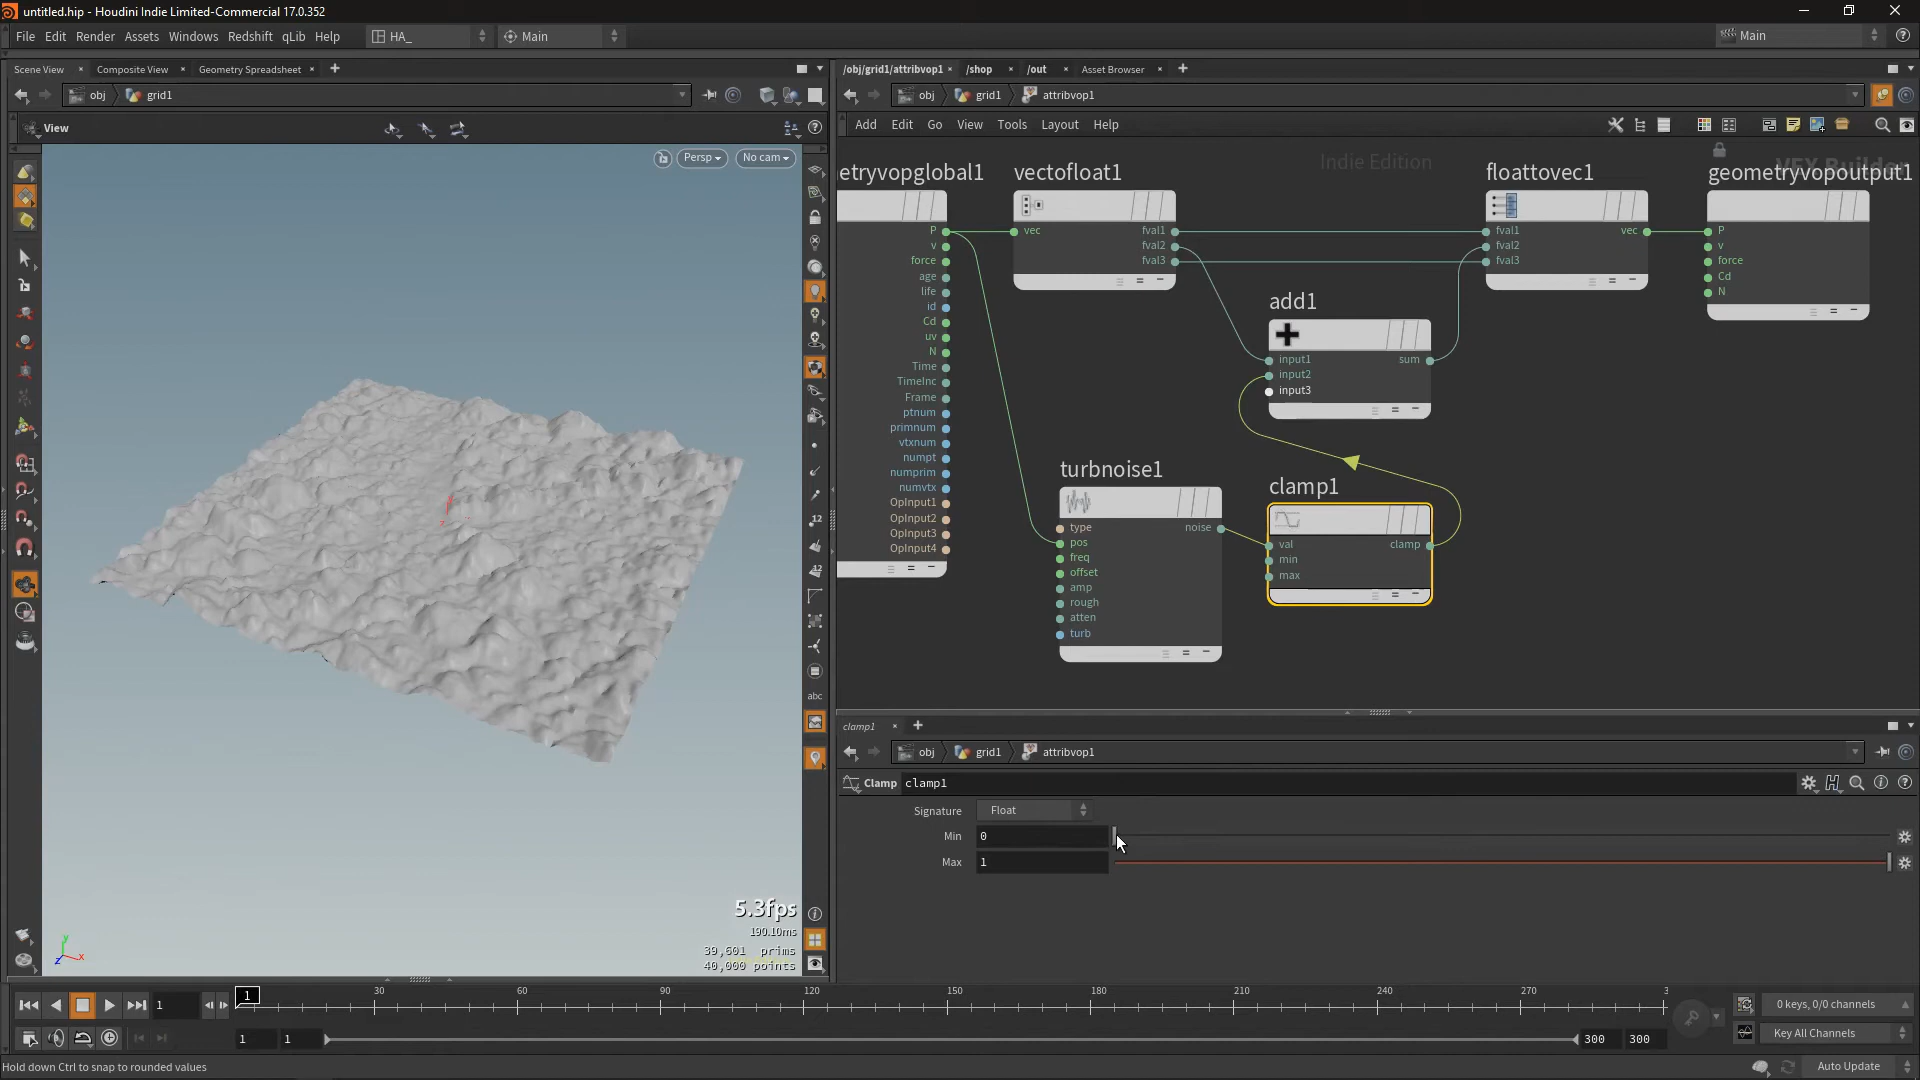 untitled.hip - Houdini Indie Limited-Commercial 17.0.352
File Edit Render Assets Windows Redshift qLib Help HA_ Main Main
Scene View × Composite View × Geometry Spreadsheet × +
/obj/grid1/attribvop1 × /shop × /out × Asset Browser × +
obj grid1
obj grid1 attribvop1
View
Add Edit Go View Tools Layout Help
Persp No cam
Indie Edition
VEX Builder
etryvopglobal1
P
v
force
age
life
id
Cd
uv
N
Time
TimeInc
Frame
ptnum
primnum
vtxnum
numpt
numprim
numvtx
OpInput1
OpInput2
OpInput3
OpInput4
vectofloat1
vec fval1
fval2
fval3
floattovec1
fval1 vec
fval2
fval3
geometryvopoutput1
P
v
force
Cd
N
add1
input1 sum
input2
input3
turbnoise1
type noise
pos
freq
offset
amp
rough
atten
turb
clamp1
val clamp
min
max
12
12
abc
5.3fps
190.10ms
39,601 prims
40,000 points
y
z x
clamp1 × +
obj grid1 attribvop1
Clamp clamp1
Signature Float
Min 0
Max 1
1 1 30 60 90 120 150 180 210 240 270 3
0 keys, 0/0 channels
1 1 300 300
Key All Channels
Hold down Ctrl to snap to rounded values
Auto Update